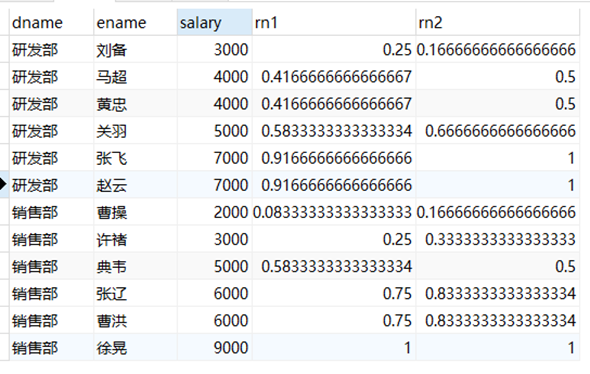 dname ename salary rn1 rn2
研发部 刘备 3000 0.25 0.16666666666666666
研发部 马超 4000 0.4166666666666667 0.5
研发部 黄忠 4000 0.4166666666666667 0.5
研发部 关羽 5000 0.5833333333333334 0.6666666666666666
研发部 张飞 7000 0.9166666666666666 1
研发部 赵云 7000 0.9166666666666666 1
销售部 曹操 2000 0.08333333333333333 0.16666666666666666
销售部 许褚 3000 0.25 0.3333333333333333
销售部 典韦 5000 0.5833333333333334 0.5
销售部 张辽 6000 0.75 0.8333333333333334
销售部 曹洪 6000 0.75 0.8333333333333334
销售部 徐晃 9000 1 1